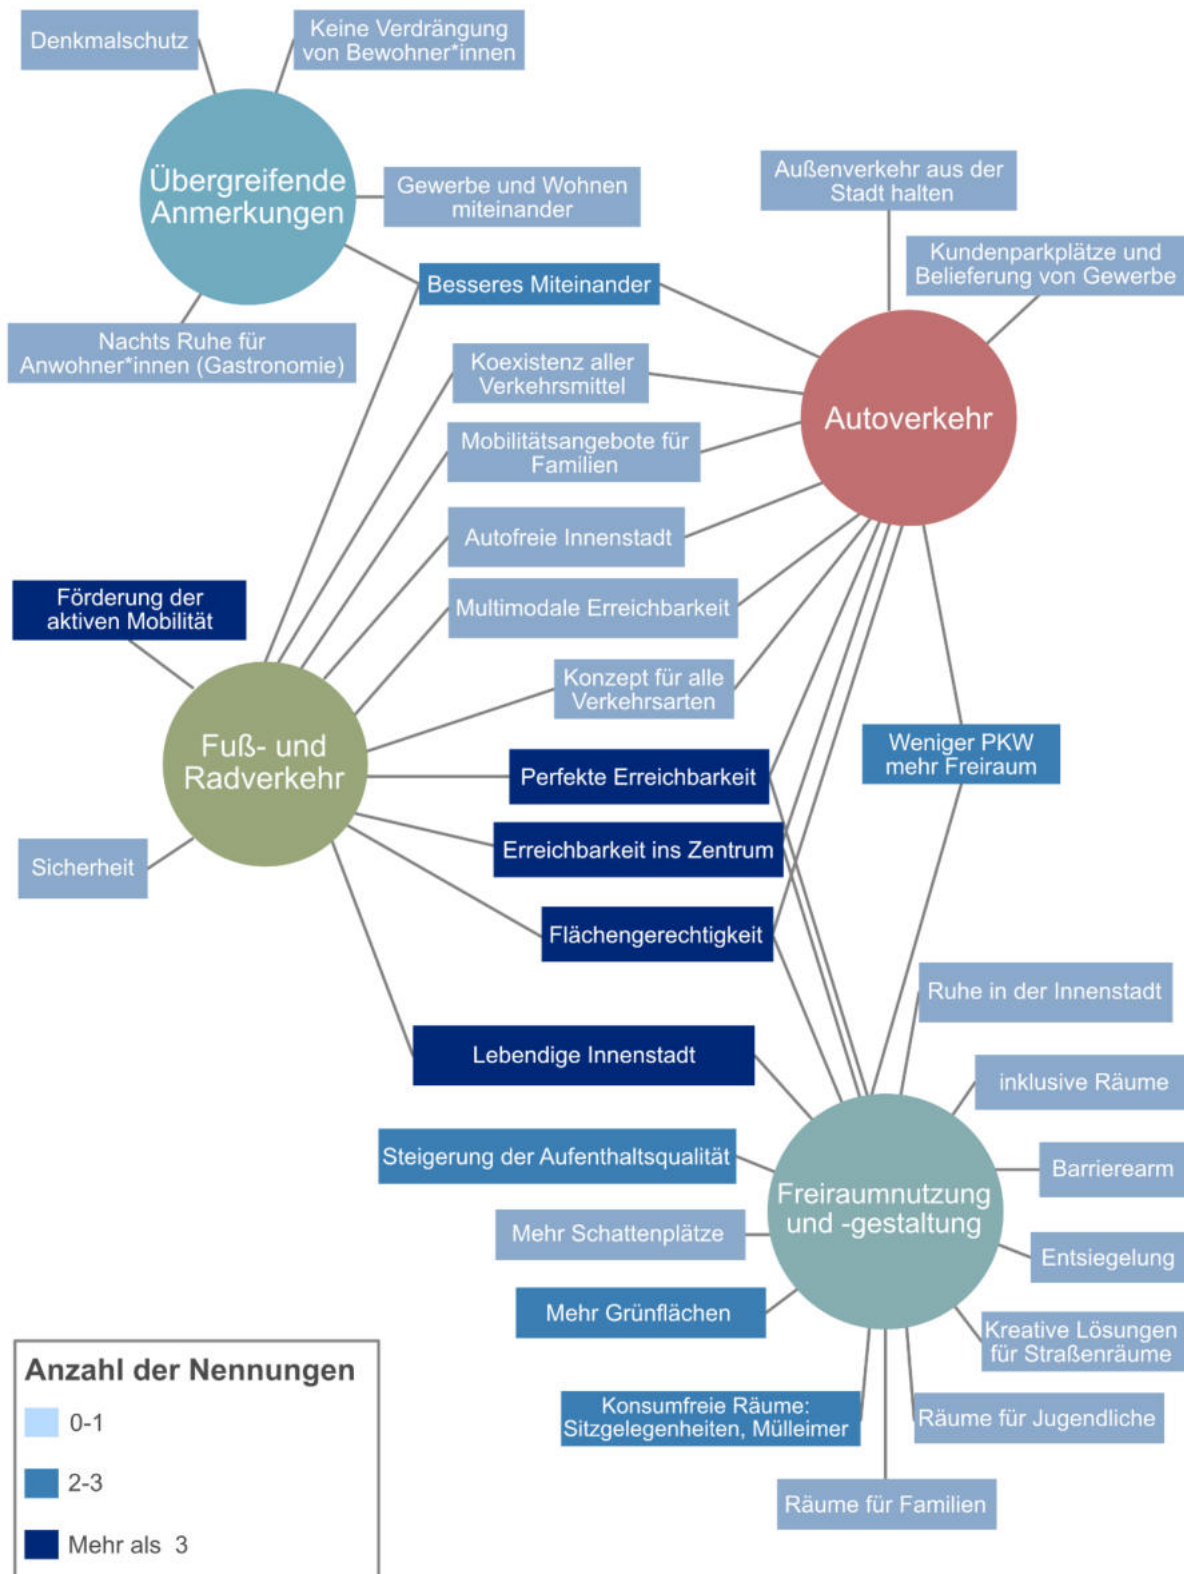 Denkmalschutz
Keine Verdrängung
von Bewohner*innen
Übergreifende
Anmerkungen
Gewerbe und Wohnen
miteinander
Außenverkehr aus der
Stadt halten
Kundenparkplätze und
Belieferung von Gewerbe
Besseres Miteinander
Nachts Ruhe für
Anwohner*innen (Gastronomie)
Koexistenz aller
Verkehrsmittel
Autoverkehr
Mobilitätsangebote für
Familien
Autofreie Innenstadt
Förderung der
aktiven Mobilität
Multimodale Erreichbarkeit
Konzept für alle
Verkehrsarten
Fuß- und
Radverkehr
Weniger PKW
mehr Freiraum
Perfekte Erreichbarkeit
Erreichbarkeit ins Zentrum
Sicherheit
Flächengerechtigkeit
Ruhe in der Innenstadt
Lebendige Innenstadt
inklusive Räume
Steigerung der Aufenthaltsqualität
Barrierearm
Freiraumnutzung
und -gestaltung
Mehr Schattenplätze
Entsiegelung
Mehr Grünflächen
Kreative Lösungen
für Straßenräume
Konsumfreie Räume:
Sitzgelegenheiten, Mülleimer
Räume für Jugendliche
Räume für Familien
Anzahl der Nennungen
0-1
2-3
Mehr als 3